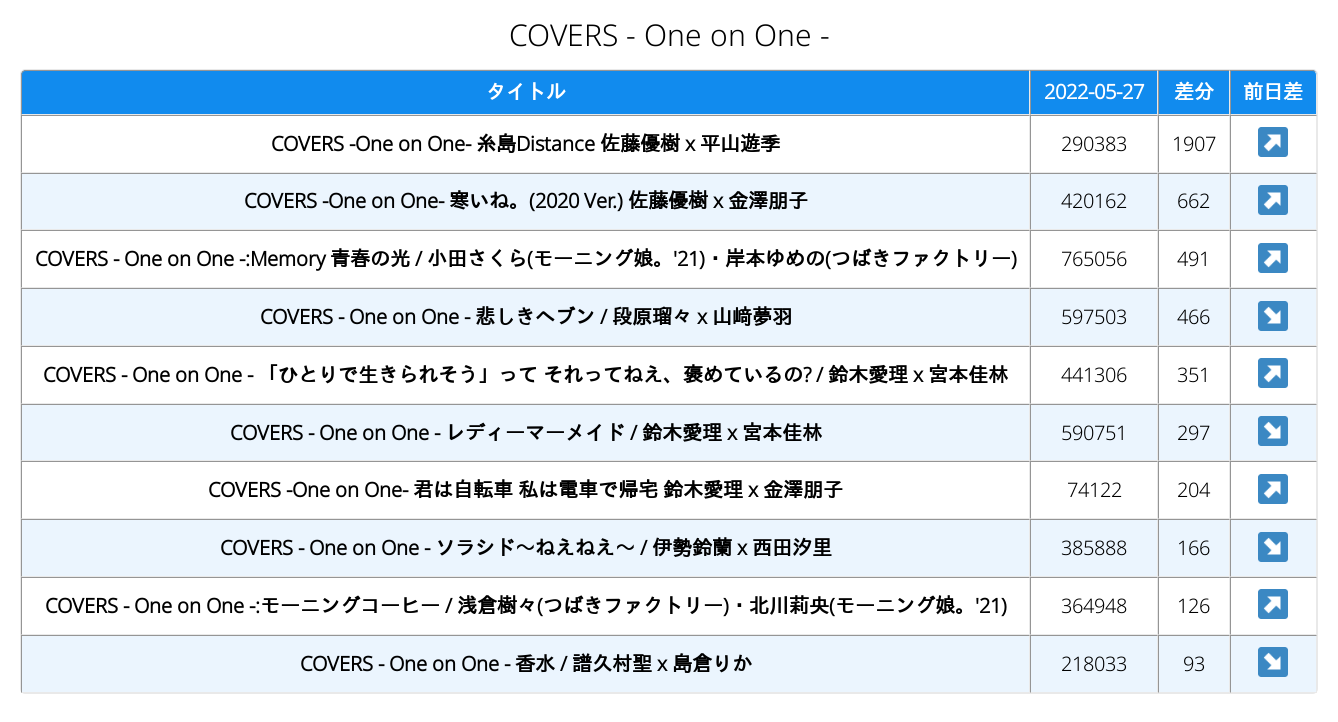 COVERS - One on One -
タイトル 2022-05-27 差分 前日差
COVERS -One on One- 糸島Distance 佐藤優樹 x 平山遊季 290383 1907 ↗
COVERS -One on One- 寒いね。(2020 Ver.) 佐藤優樹 x 金澤朋子 420162 662 ↗
COVERS - One on One -:Memory 青春の光 / 小田さくら(モーニング娘。'21)・岸本ゆめの(つばきファクトリー) 765056 491 ↗
COVERS - One on One - 悲しきヘブン / 段原瑠々 x 山﨑夢羽 597503 466 ↘
COVERS - One on One - 「ひとりで生きられそう」って それってねえ、褒めているの? / 鈴木愛理 x 宮本佳林 441306 351 ↗
COVERS - One on One - レディーマーメイド / 鈴木愛理 x 宮本佳林 590751 297 ↘
COVERS -One on One- 君は自転車 私は電車で帰宅 鈴木愛理 x 金澤朋子 74122 204 ↗
COVERS - One on One - ソラシド〜ねえねえ〜 / 伊勢鈴蘭 x 西田汐里 385888 166 ↘
COVERS - One on One -:モーニングコーヒー / 浅倉樹々(つばきファクトリー)・北川莉央(モーニング娘。'21) 364948 126 ↗
COVERS - One on One - 香水 / 譜久村聖 x 島倉りか 218033 93 ↘